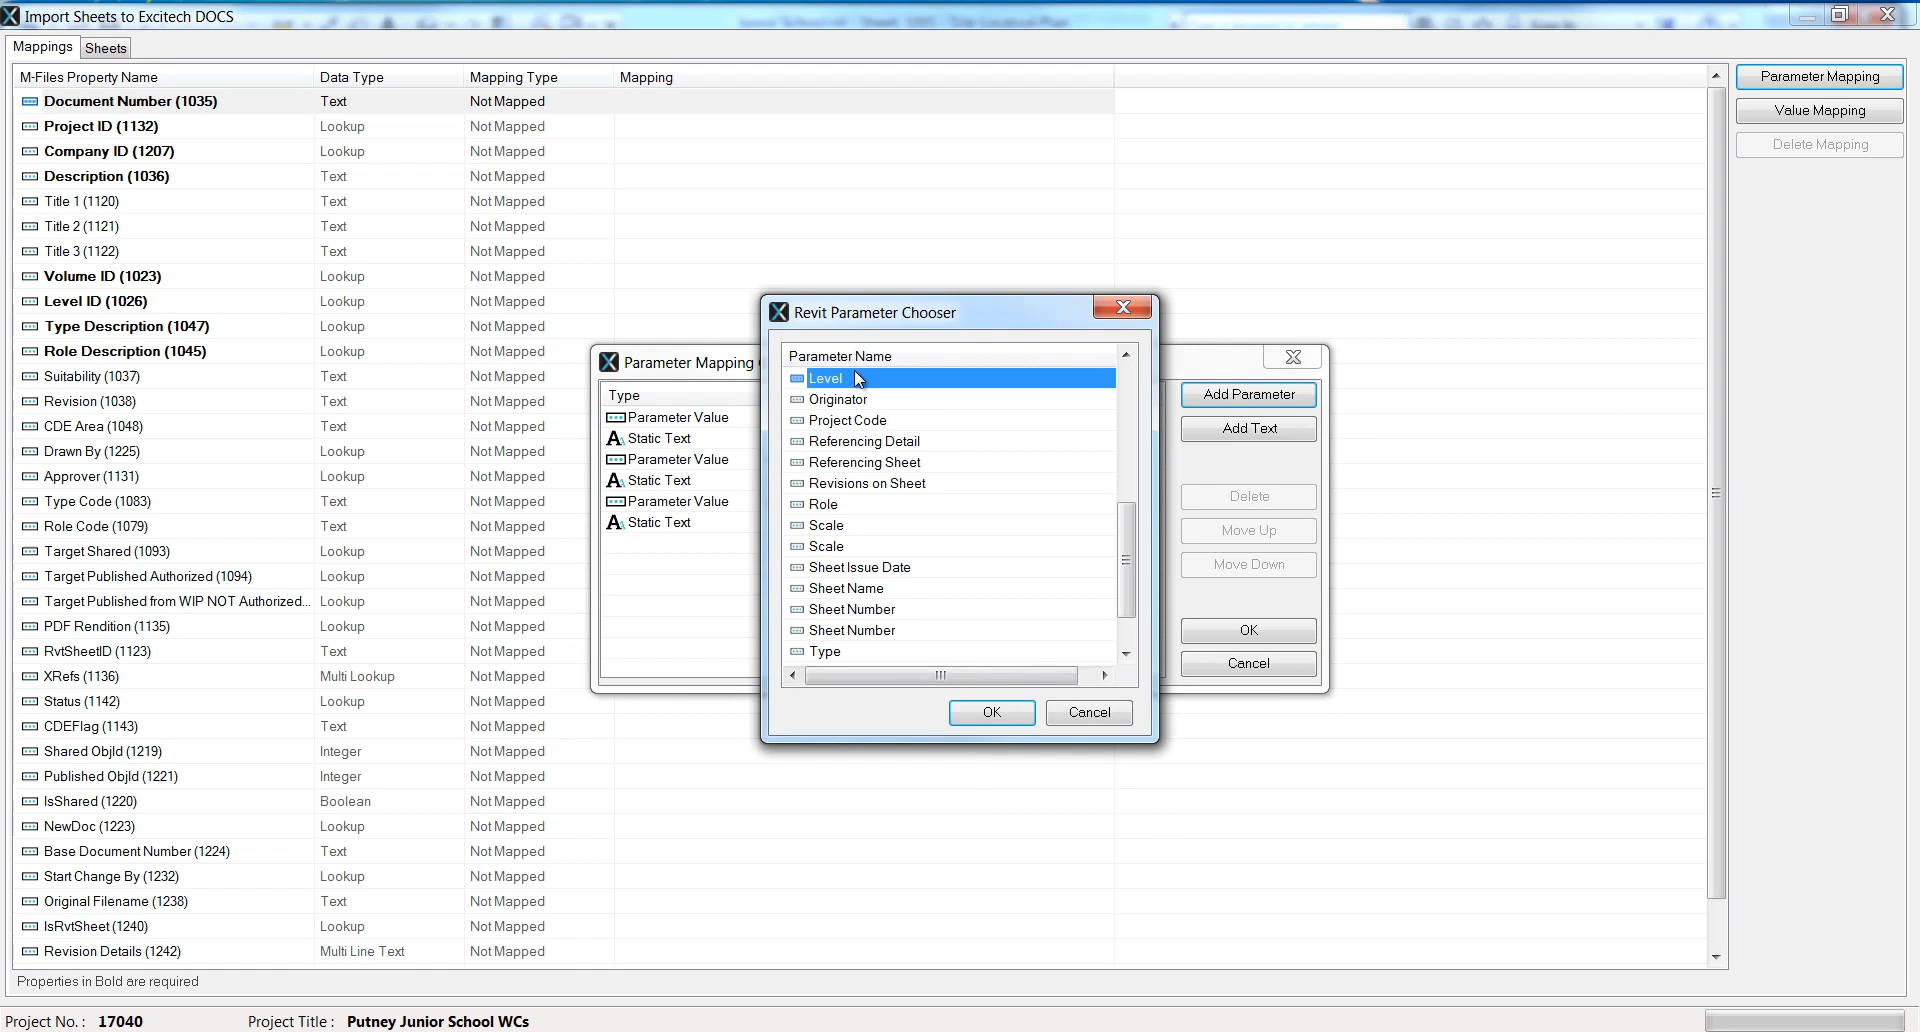 Import Sheets to Excitech DOCS
Mappings Sheets
M-Files Property Name Data Type Mapping Type Mapping
Document Number (1035) Text Not Mapped
Project ID (1132) Lookup Not Mapped
Company ID (1207) Lookup Not Mapped
Description (1036) Text Not Mapped
Title 1 (1120) Text Not Mapped
Title 2 (1121) Text Not Mapped
Title 3 (1122) Text Not Mapped
Volume ID (1023) Lookup Not Mapped
Level ID (1026) Lookup Not Mapped
Type Description (1047) Lookup Not Mapped
Role Description (1045) Lookup Not Mapped
Suitability (1037) Text Not Mapped
Revision (1038) Text Not Mapped
CDE Area (1048) Text Not Mapped
Drawn By (1225) Lookup Not Mapped
Approver (1131) Lookup Not Mapped
Type Code (1083) Text Not Mapped
Role Code (1079) Text Not Mapped
Target Shared (1093) Lookup Not Mapped
Target Published Authorized (1094) Lookup Not Mapped
Target Published from WIP NOT Authorized... Lookup Not Mapped
PDF Rendition (1135) Lookup Not Mapped
RvtSheetID (1123) Text Not Mapped
XRefs (1136) Multi Lookup Not Mapped
Status (1142) Lookup Not Mapped
CDEFlag (1143) Text Not Mapped
Shared ObjId (1219) Integer Not Mapped
Published ObjId (1221) Integer Not Mapped
IsShared (1220) Boolean Not Mapped
NewDoc (1223) Lookup Not Mapped
Base Document Number (1224) Text Not Mapped
Start Change By (1232) Lookup Not Mapped
Original Filename (1238) Text Not Mapped
IsRvtSheet (1240) Lookup Not Mapped
Revision Details (1242) Multi Line Text Not Mapped
Properties in Bold are required
Parameter Mapping
Value Mapping
Delete Mapping
Parameter Mapping
Type
Parameter Value
Static Text
Parameter Value
Static Text
Parameter Value
Static Text
Add Parameter
Add Text
Delete
Move Up
Move Down
OK
Cancel
Revit Parameter Chooser
Parameter Name
Level
Originator
Project Code
Referencing Detail
Referencing Sheet
Revisions on Sheet
Role
Scale
Scale
Sheet Issue Date
Sheet Name
Sheet Number
Sheet Number
Type
OK Cancel
Project No. : 17040 Project Title : Putney Junior School WCs